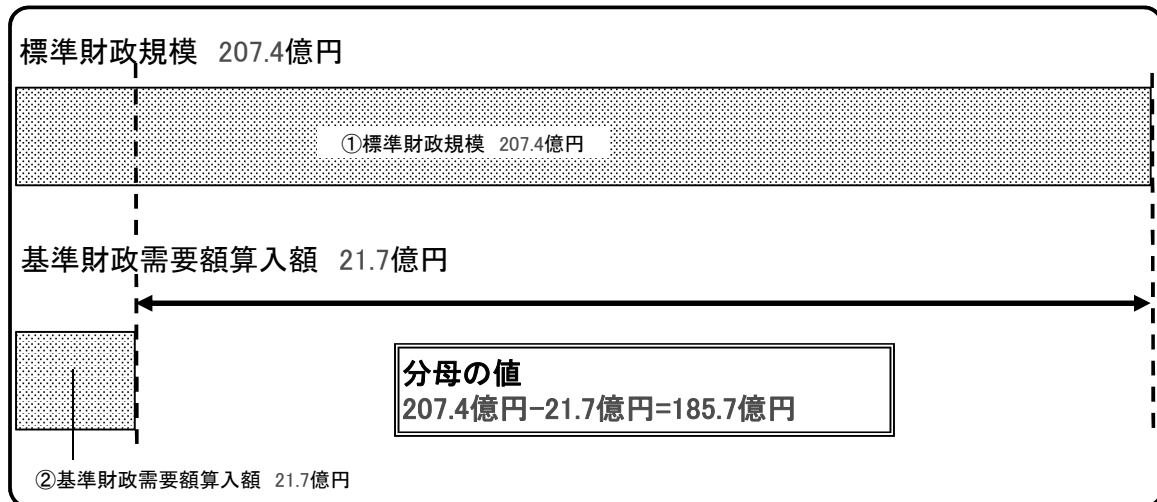 標準財政規模 207.4億円
①標準財政規模 207.4億円
基準財政需要額算入額 21.7億円
分母の値
207.4億円−21.7億円=185.7億円
②基準財政需要額算入額 21.7億円